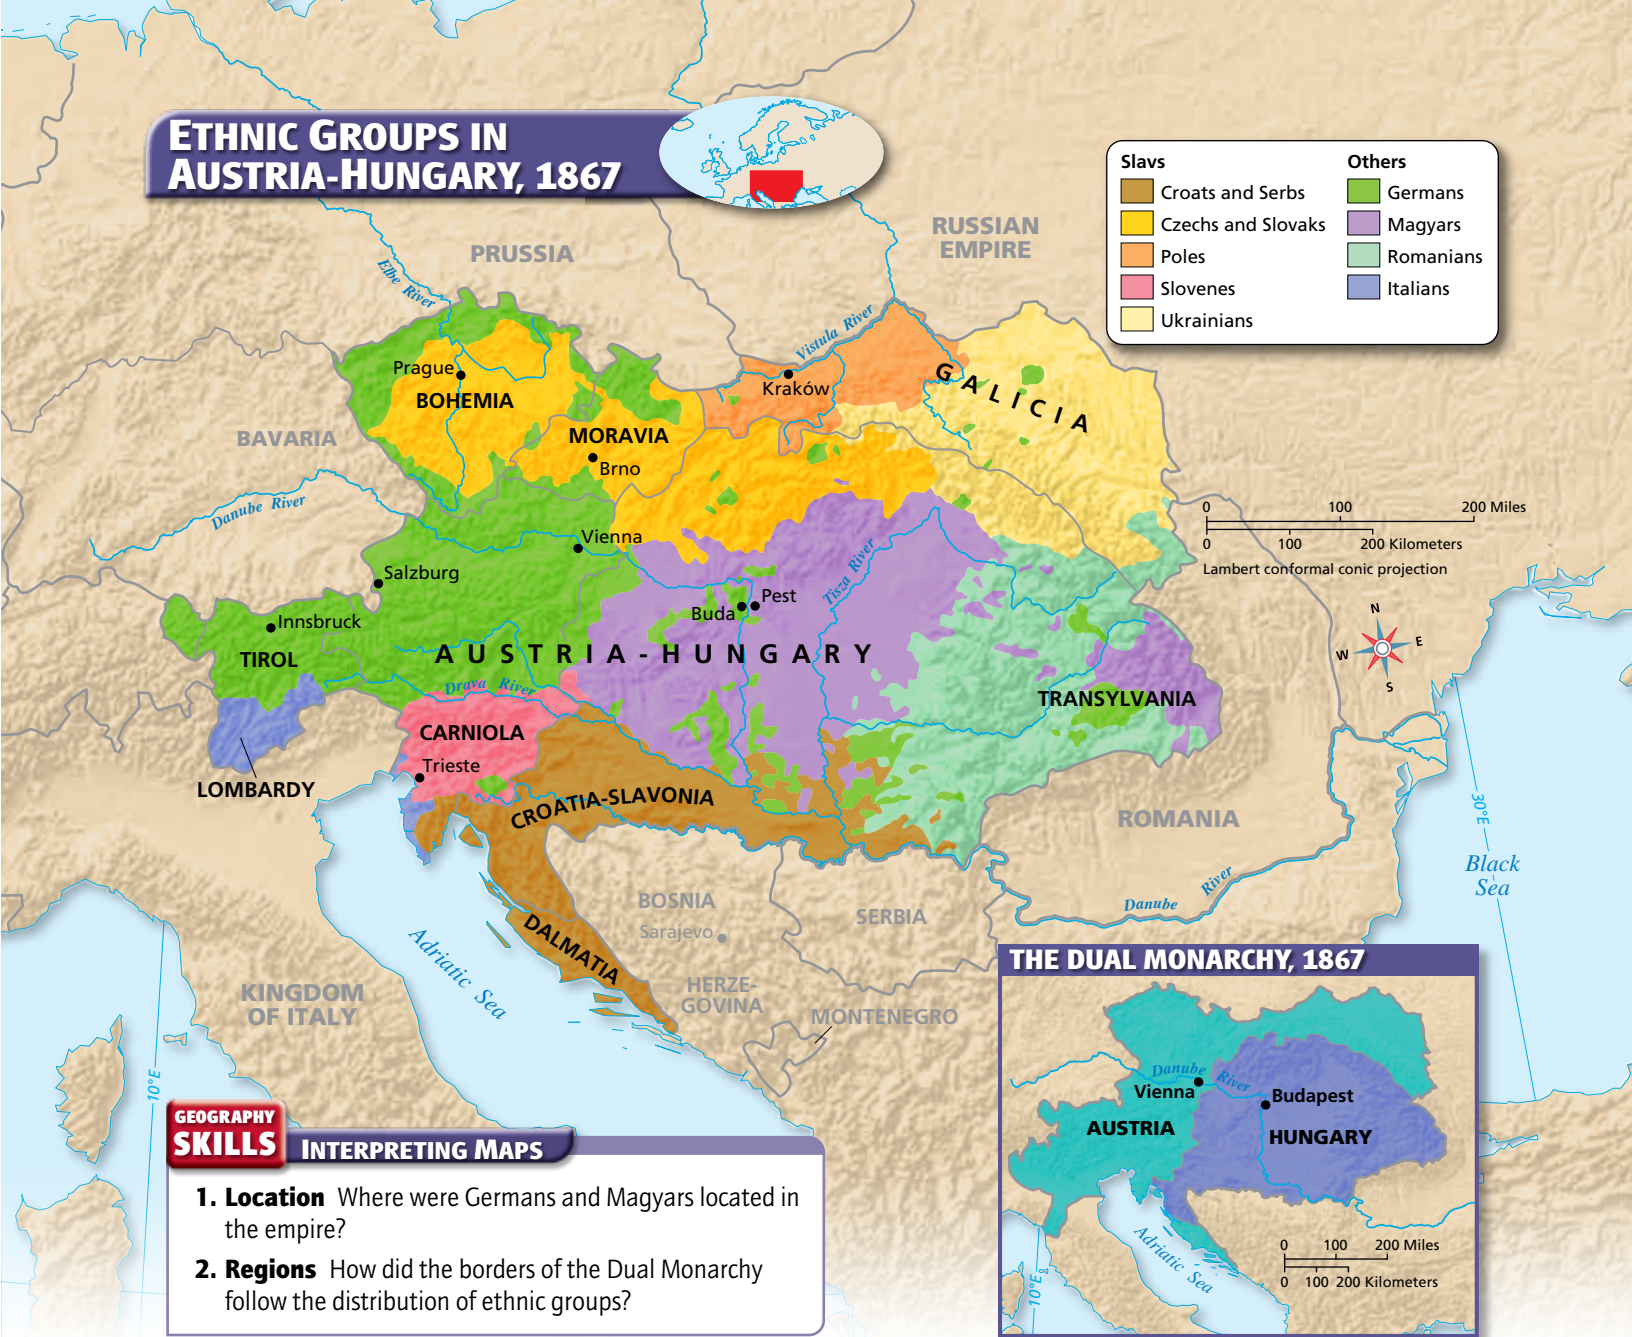 ETHNIC GROUPS IN
AUSTRIA-HUNGARY, 1867
Slavs
Croats and Serbs
Czechs and Slovaks
Poles
Slovenes
Ukrainians
Others
Germans
Magyars
Romanians
Italians
RUSSIAN
EMPIRE
PRUSSIA
Elbe River
Vistula River
Prague
BOHEMIA
Kraków
GALICIA
BAVARIA
MORAVIA
Brno
Danube River
Vienna
Salzburg
0 100 200 Miles
0 100 200 Kilometers
Lambert conformal conic projection
N
W
E
S
Tisza River
Pest
Buda
Innsbruck
TIROL
AUSTRIA-HUNGARY
Drava River
TRANSYLVANIA
CARNIOLA
Trieste
LOMBARDY
CROATIA-SLAVONIA
ROMANIA
30°E
Black
Sea
BOSNIA
Sarajevo
SERBIA
Danube River
DALMATIA
Adriatic Sea
HERZE-
GOVINA
MONTENEGRO
KINGDOM
OF ITALY
10°E
THE DUAL MONARCHY, 1867
Danube River
Vienna
Budapest
AUSTRIA
HUNGARY
Adriatic Sea
0 100 200 Miles
0 100 200 Kilometers
10°E
GEOGRAPHY
SKILLS
INTERPRETING MAPS
1. Location Where were Germans and Magyars located in
the empire?
2. Regions How did the borders of the Dual Monarchy
follow the distribution of ethnic groups?